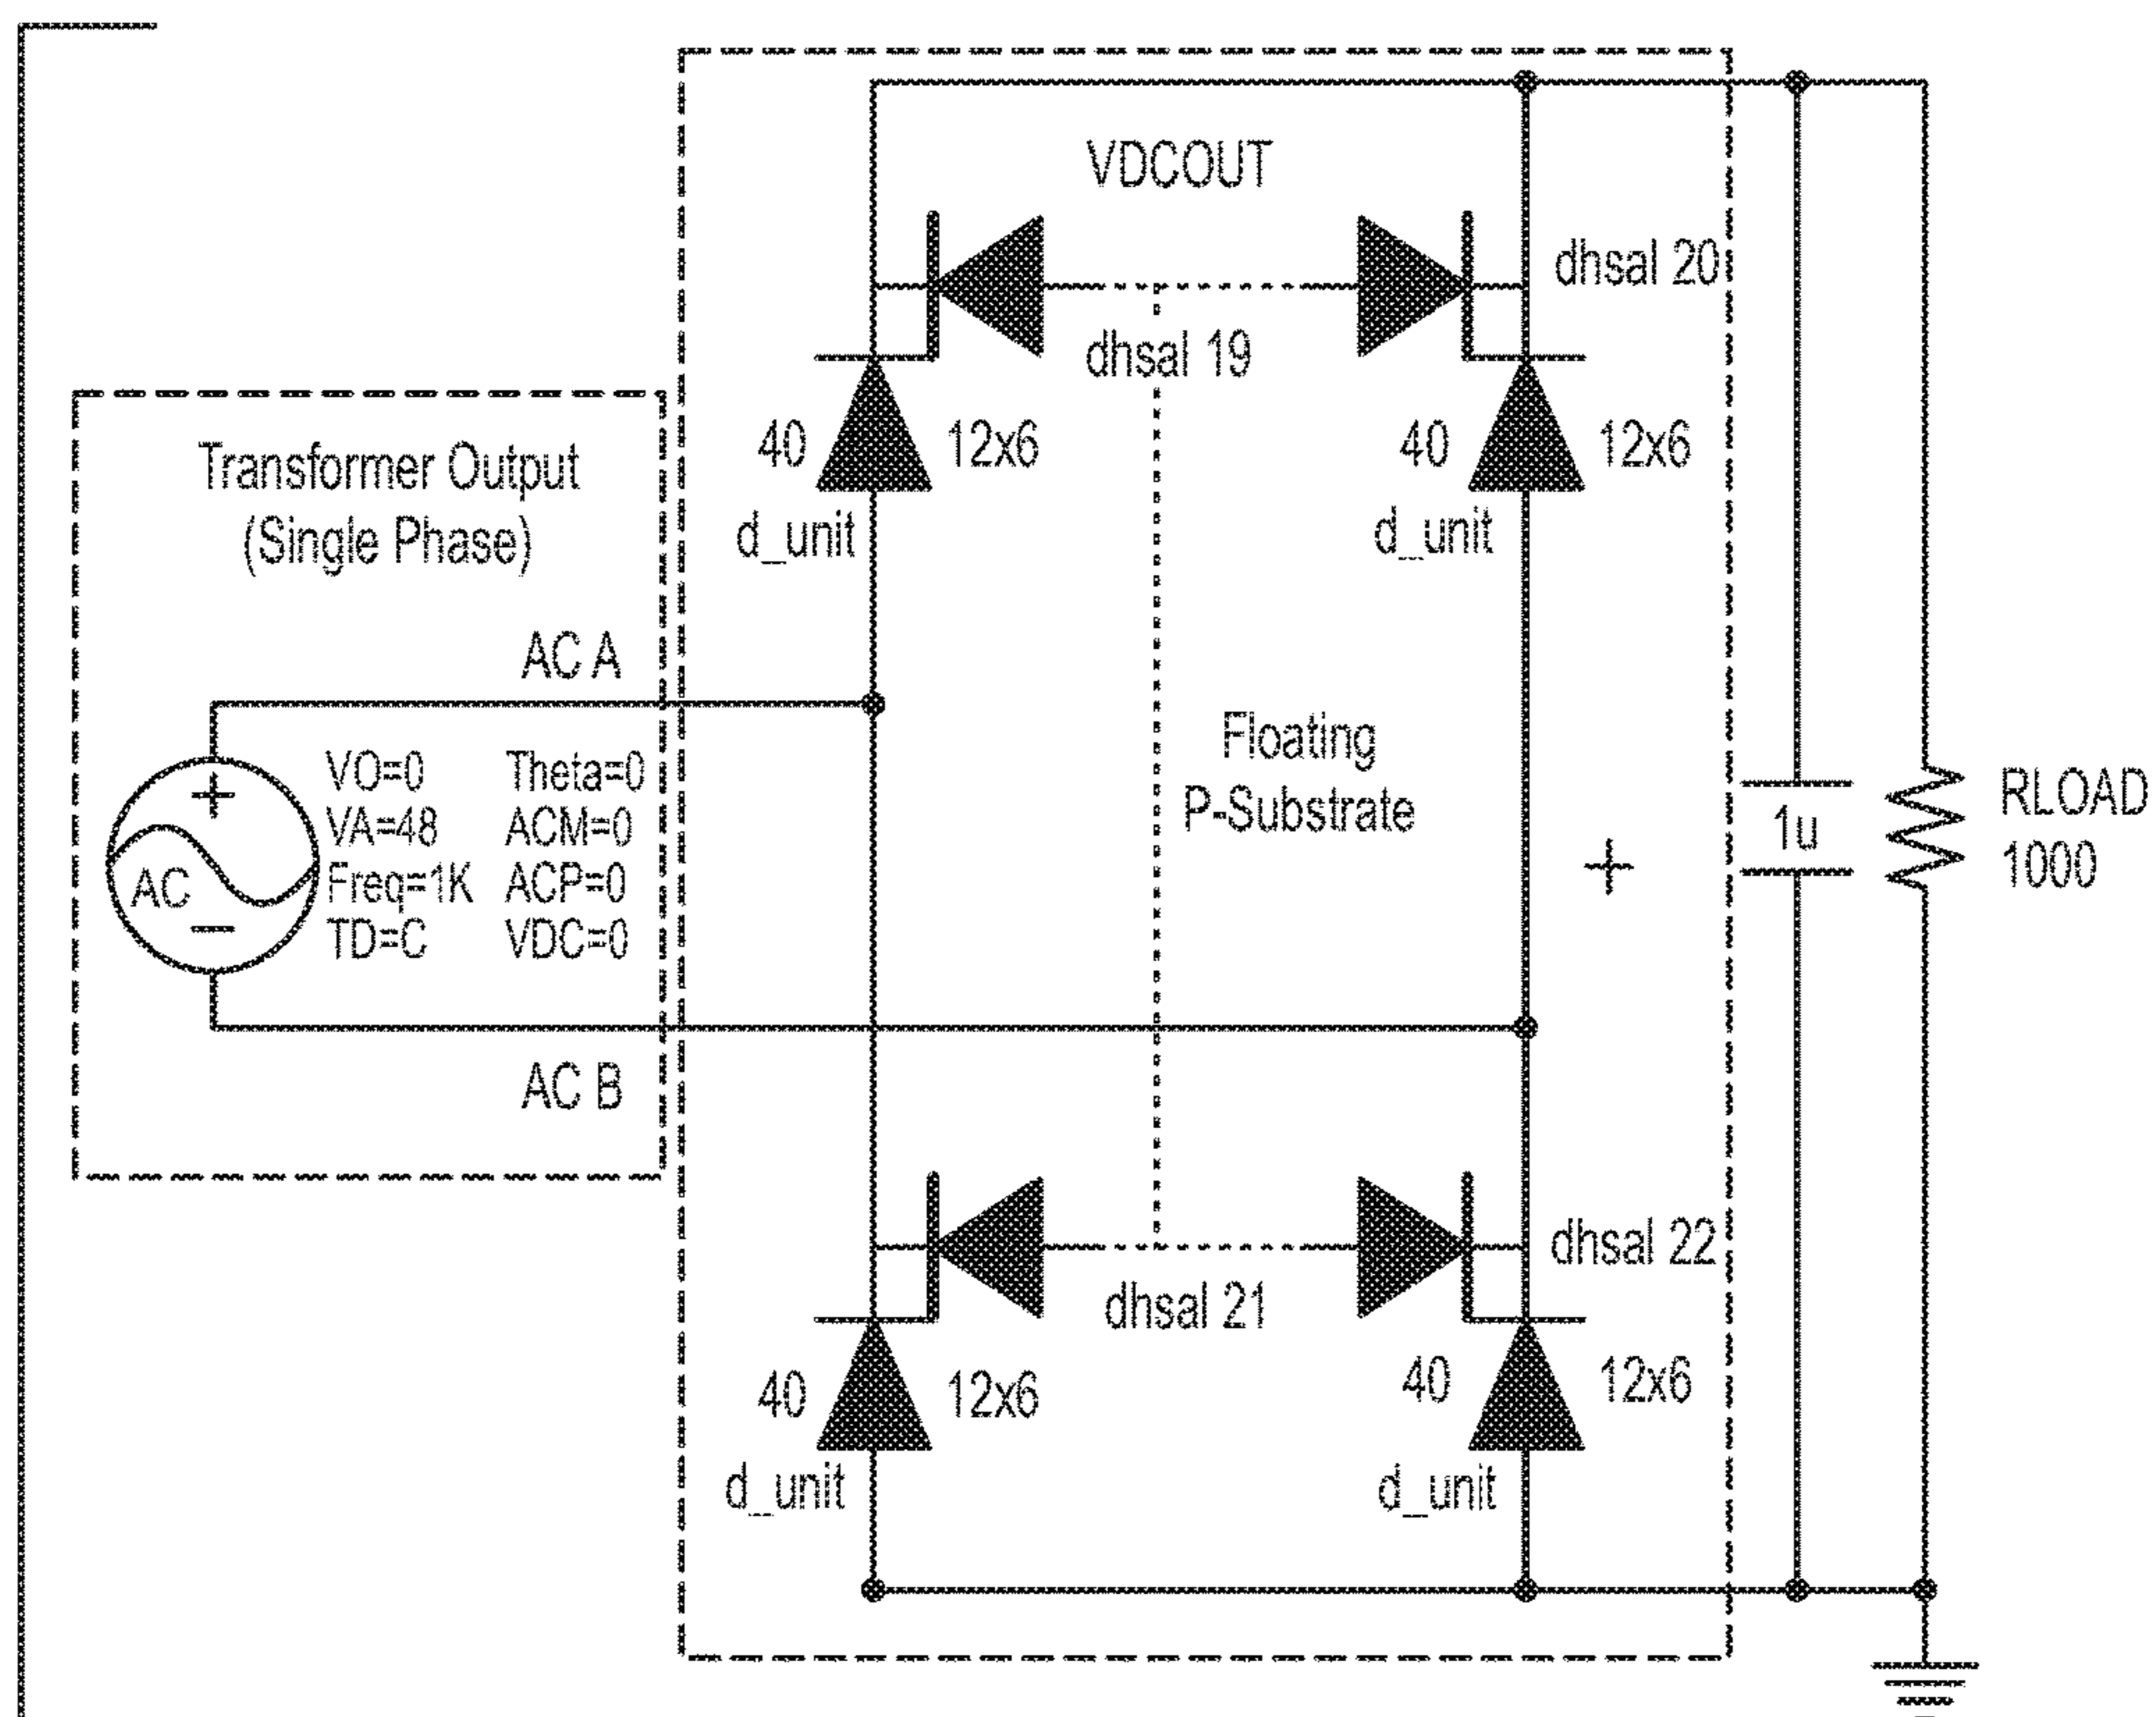 VDCOUT
dhsal 20
dhsal 19
40
12x6
d_unit
40
12x6
d_unit
Transformer Output
(Single Phase)
AC A
VO=0
Theta=0
VA=48
ACM=0
Freq=1K
ACP=0
TD=C
VDC=0
+
AC
−
AC B
Floating
P-Substrate
+
1u
RLOAD
1000
dhsal 22
dhsal 21
40
12x6
d_unit
40
12x6
d_unit